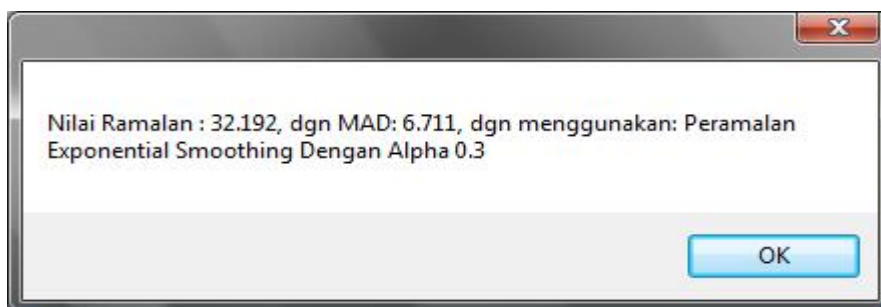 Nilai Ramalan : 32.192, dgn MAD: 6.711, dgn menggunakan: Peramalan
Exponential Smoothing Dengan Alpha 0.3
OK